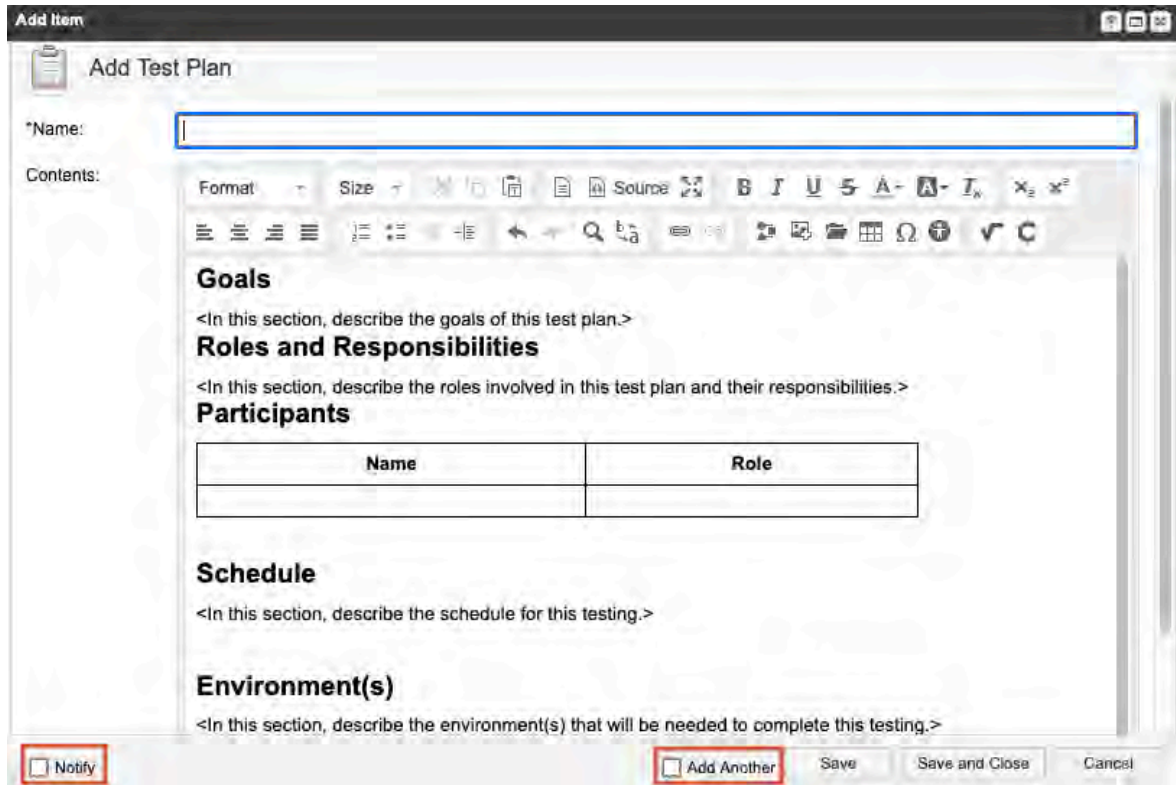 Add Item
Add Test Plan
*Name:
Contents:
Format Size Source B I U S A A Ix x₂ x²
Ω
Goals
<In this section, describe the goals of this test plan.>
Roles and Responsibilities
<In this section, describe the roles involved in this test plan and their responsibilities.>
Participants
Name Role
Schedule
<In this section, describe the schedule for this testing.>
Environment(s)
<In this section, describe the environment(s) that will be needed to complete this testing.>
Notify Add Another Save Save and Close Cancel